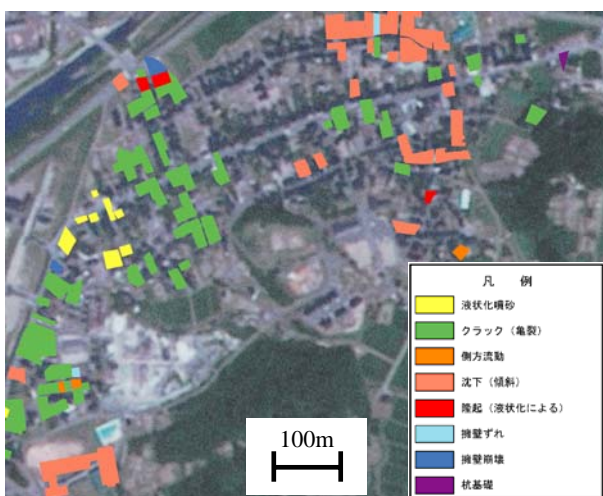 100m
凡 例
液状化噴砂
クラック（亀裂）
側方流動
沈下（傾斜）
隆起（液状化による）
擁壁ずれ
擁壁崩壊
杭基礎